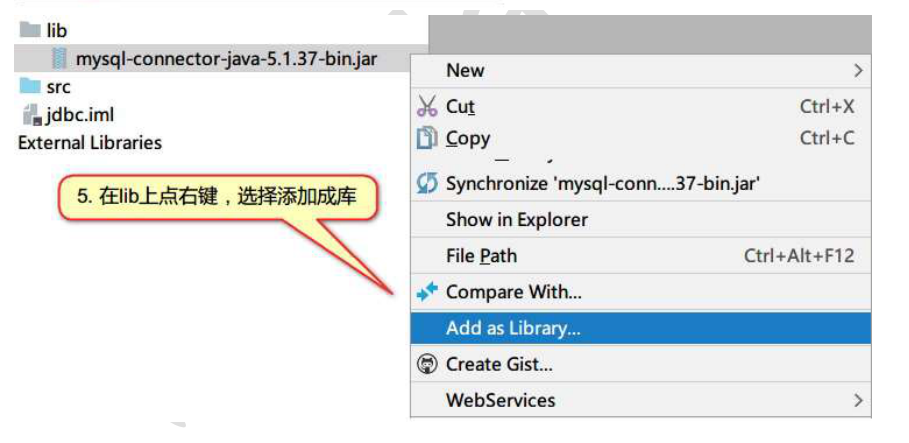 lib
mysql-connector-java-5.1.37-bin.jar
src
jdbc.iml
External Libraries
5. 在lib上点右键，选择添加成库
New
Cut Ctrl+X
Copy Ctrl+C
Synchronize 'mysql-conn....37-bin.jar'
Show in Explorer
File Path Ctrl+Alt+F12
Compare With...
Add as Library...
Create Gist...
WebServices